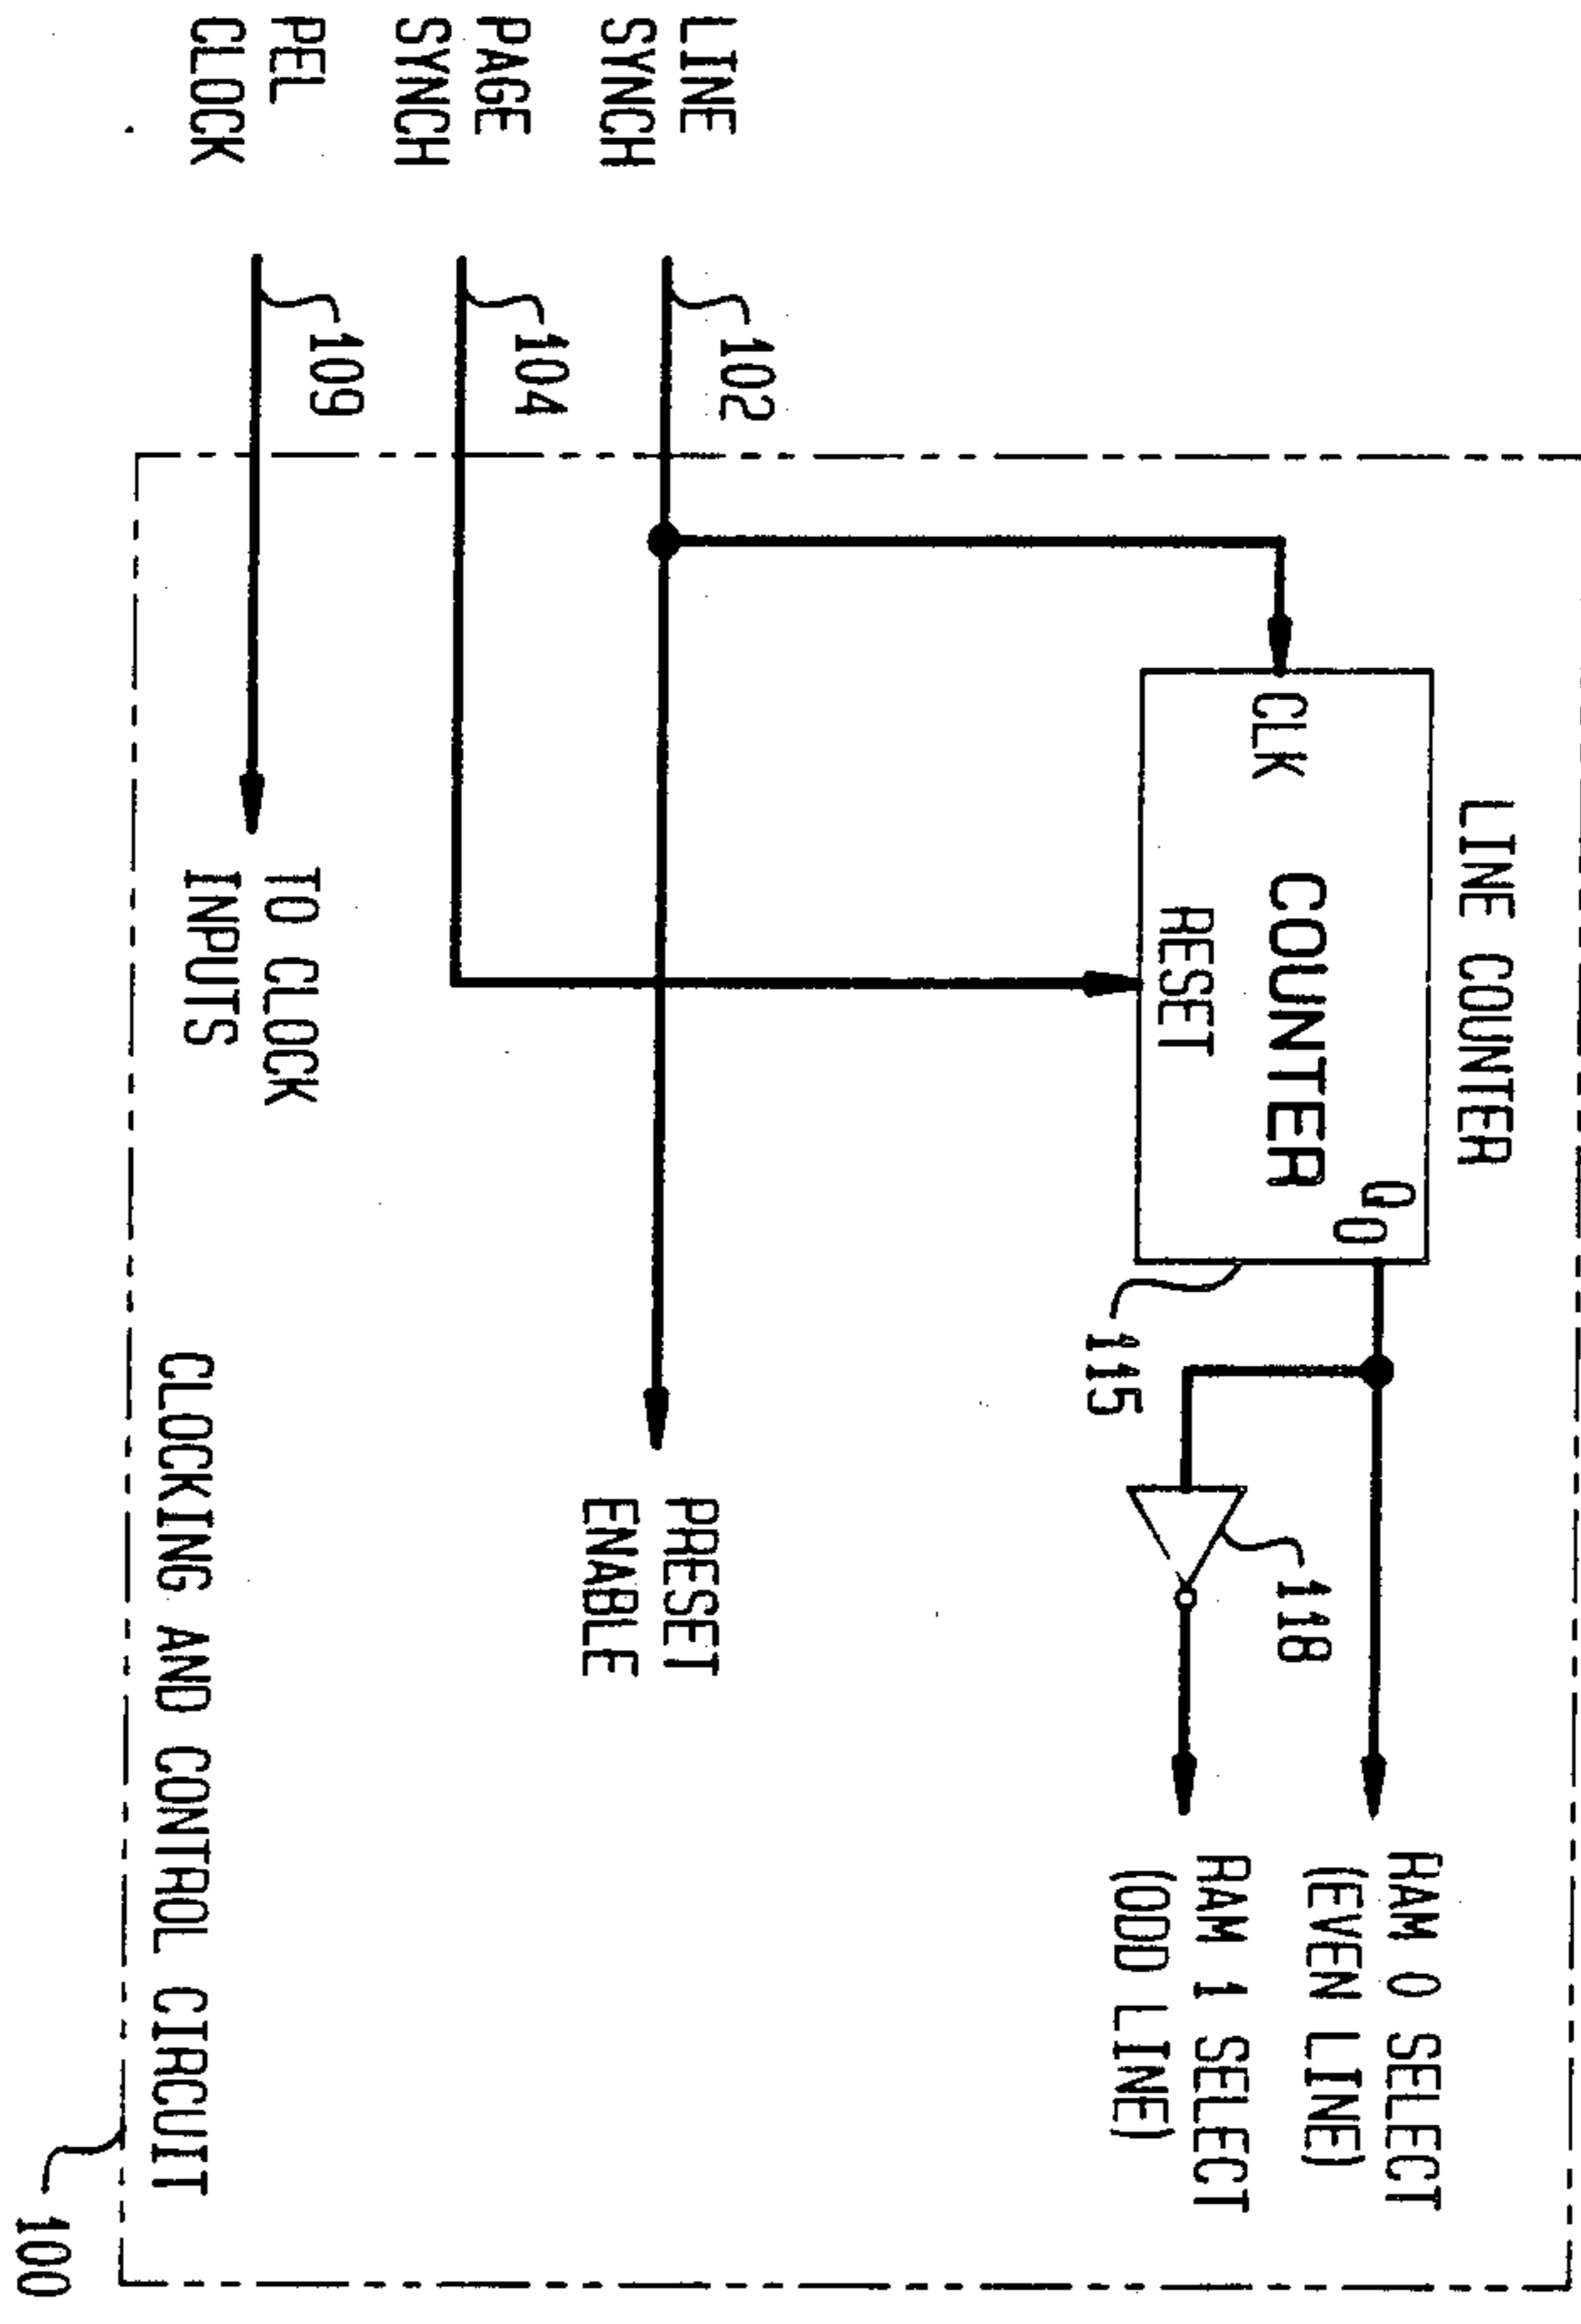 LINE COUNTER
CLK
COUNTER
RESET
Q0
115
118
RAM 0 SELECT
(EVEN LINE)
RAM 1 SELECT
(ODD LINE)
LINE
SYNCH
102
PRESET
ENABLE
PAGE
SYNCH
104
PEL
CLOCK
109
TO CLOCK
INPUTS
CLOCKING AND CONTROL CIRCUIT
100